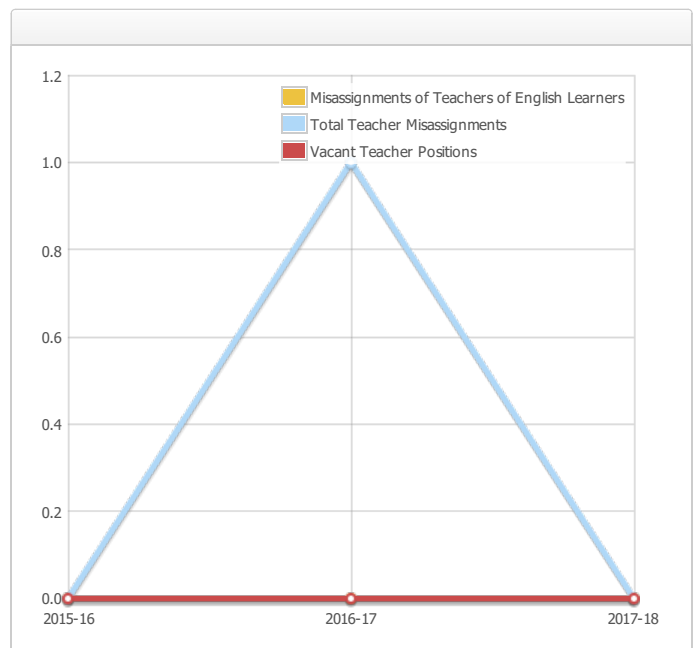 1.2
Misassignments of Teachers of English Learners
Total Teacher Misassignments
Vacant Teacher Positions
1.0
0.8
0.6
0.4
0.2
0.0
2015-16 2016-17 2017-18